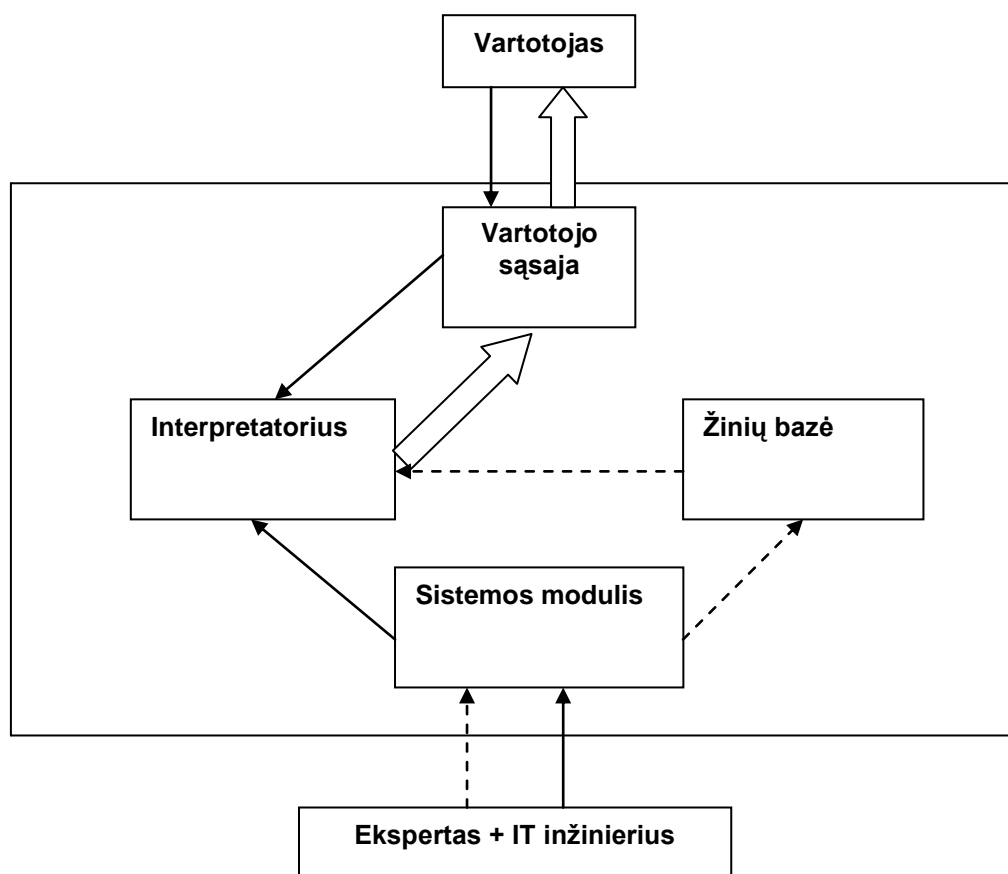 Vartotojas
Vartotojo
sąsaja
Interpretatorius
Žinių bazė
Sistemos modulis
Ekspertas + IT inžinierius